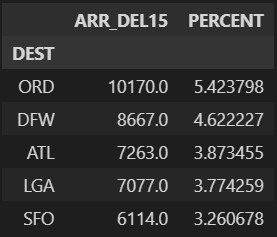 ARR_DEL15 PERCENT
DEST
ORD 10170.0 5.423798
DFW 8667.0 4.622227
ATL 7263.0 3.873455
LGA 7077.0 3.774259
SFO 6114.0 3.260678